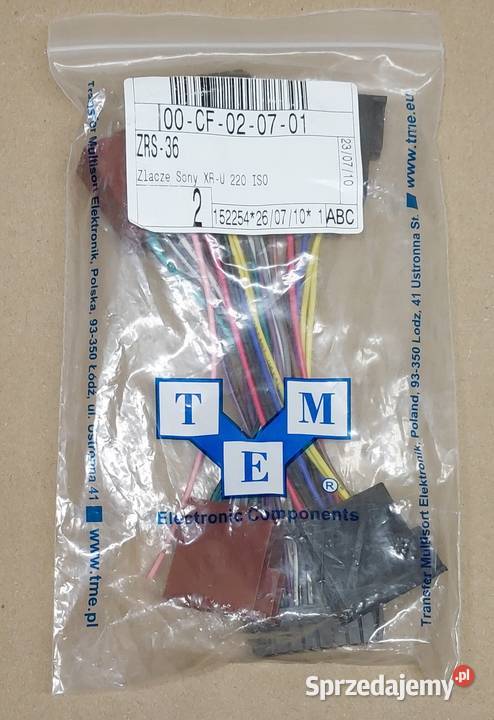 00-CF-02-07-01
ZRS-36
23/07/10
Zlacze Sony XR-U 220 ISO
2
152254*26/07/10* 1
ABC
Transfer Multisort Elektronik, Polska, 93-350 Łódź, ul. Ustronna 41 ■ www.tme.pl
Transfer Multisort Elektronik, Poland, 93-350 Lodz, 41 Ustronna St. ■ www.tme.eu
T M
E ®
Electronic Components
Sprzedajemy.pl